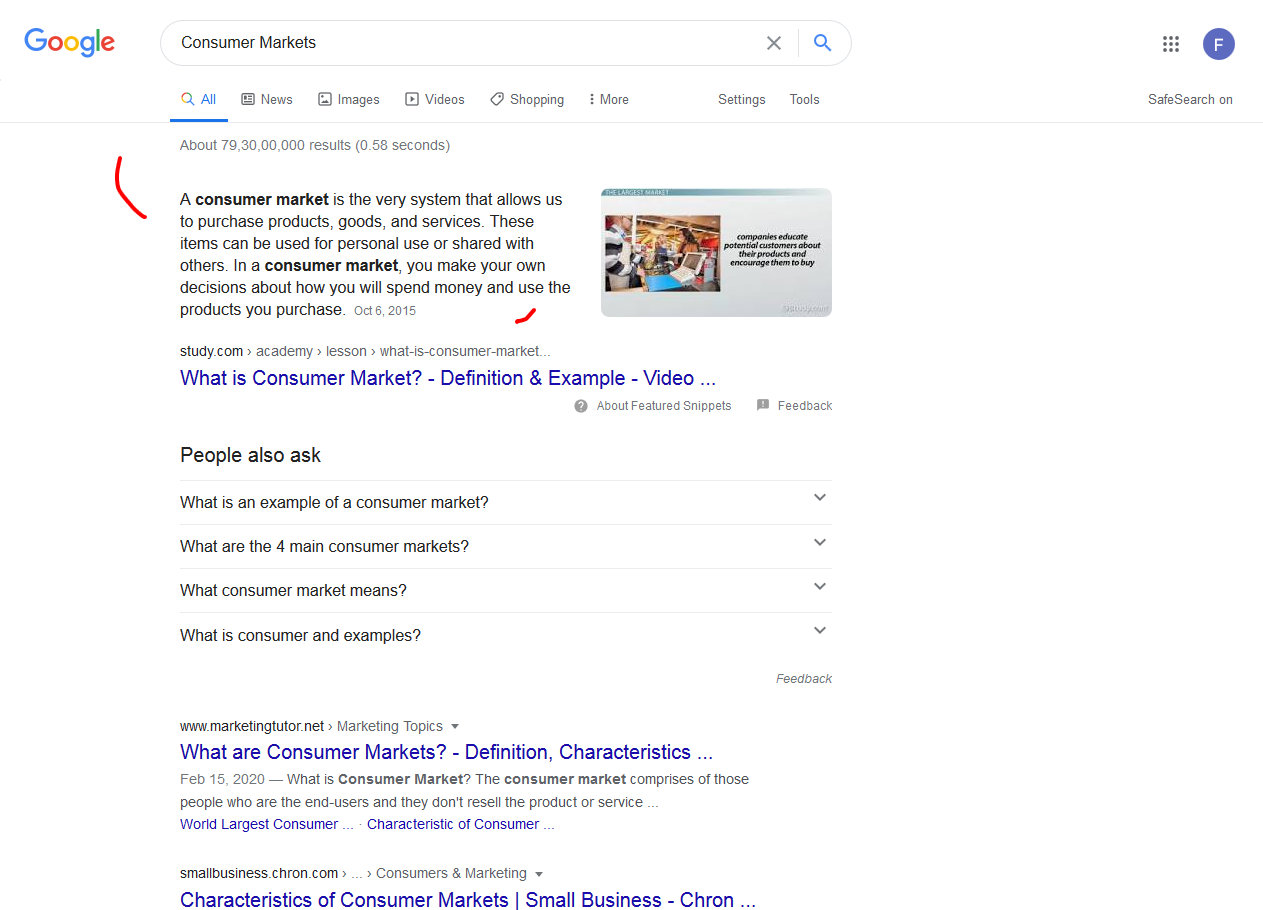 Google
Consumer Markets
F
All News Images Videos Shopping More Settings Tools SafeSearch on
About 79,30,00,000 results (0.58 seconds)
A consumer market is the very system that allows us
to purchase products, goods, and services. These
items can be used for personal use or shared with
others. In a consumer market, you make your own
decisions about how you will spend money and use the
products you purchase. Oct 6, 2015
THE LARGEST MARKET
companies educate
potential customers about
their products and
encourage them to buy
©Study.com
study.com › academy › lesson › what-is-consumer-market...
What is Consumer Market? - Definition & Example - Video ...
About Featured Snippets Feedback
People also ask
What is an example of a consumer market?
What are the 4 main consumer markets?
What consumer market means?
What is consumer and examples?
Feedback
www.marketingtutor.net › Marketing Topics
What are Consumer Markets? - Definition, Characteristics ...
Feb 15, 2020 — What is Consumer Market? The consumer market comprises of those
people who are the end-users and they don't resell the product or service ...
World Largest Consumer ... · Characteristic of Consumer ...
smallbusiness.chron.com › ... › Consumers & Marketing
Characteristics of Consumer Markets | Small Business - Chron ...